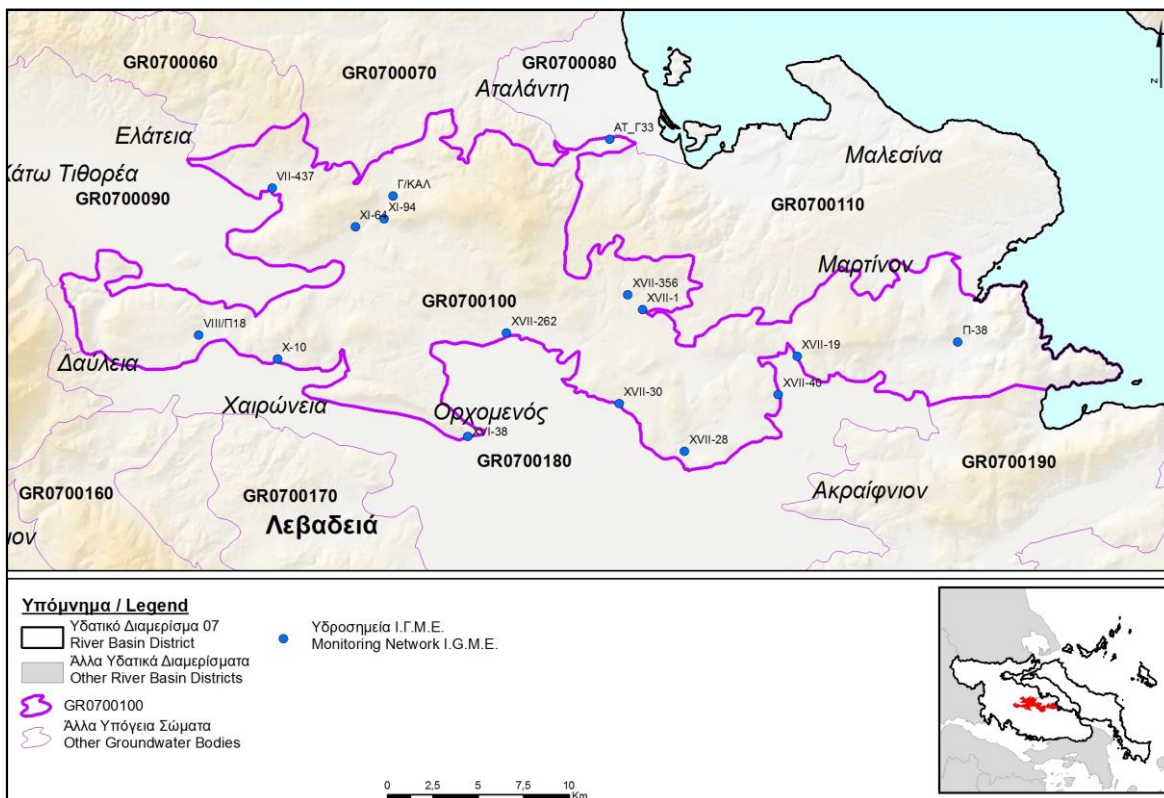 GR0700060
GR0700070
GR0700080
Αταλάντη
Ελάτεια
ΑΤ_Γ33
Μαλεσίνα
Κάτω Τιθορέα
VII-437
GR0700090
Γ/ΚΑΛ
XI-94
XI-64
GR0700110
Μαρτίνον
XVII-356
GR0700100
XVII-1
XVII-262
VIII/Π18
Π-38
X-10
XVII-19
Δαύλεια
XVII-40
Χαιρώνεια
Ορχομενός
XVII-30
XVI-38
XVII-28
GR0700180
GR0700190
GR0700160
GR0700170
Ακραίφνιον
Λεβαδειά
ιον
Z
Υπόμνημα / Legend
Υδατικό Διαμερίσμα 07
River Basin District
Άλλα Υδατικά Διαμερίσματα
Other River Basin Districts
GR0700100
Άλλα Υπόγεια Σώματα
Other Groundwater Bodies
Υδροσημεία Ι.Γ.Μ.Ε.
Monitoring Network I.G.M.E.
0 2,5 5 7,5 10
Km